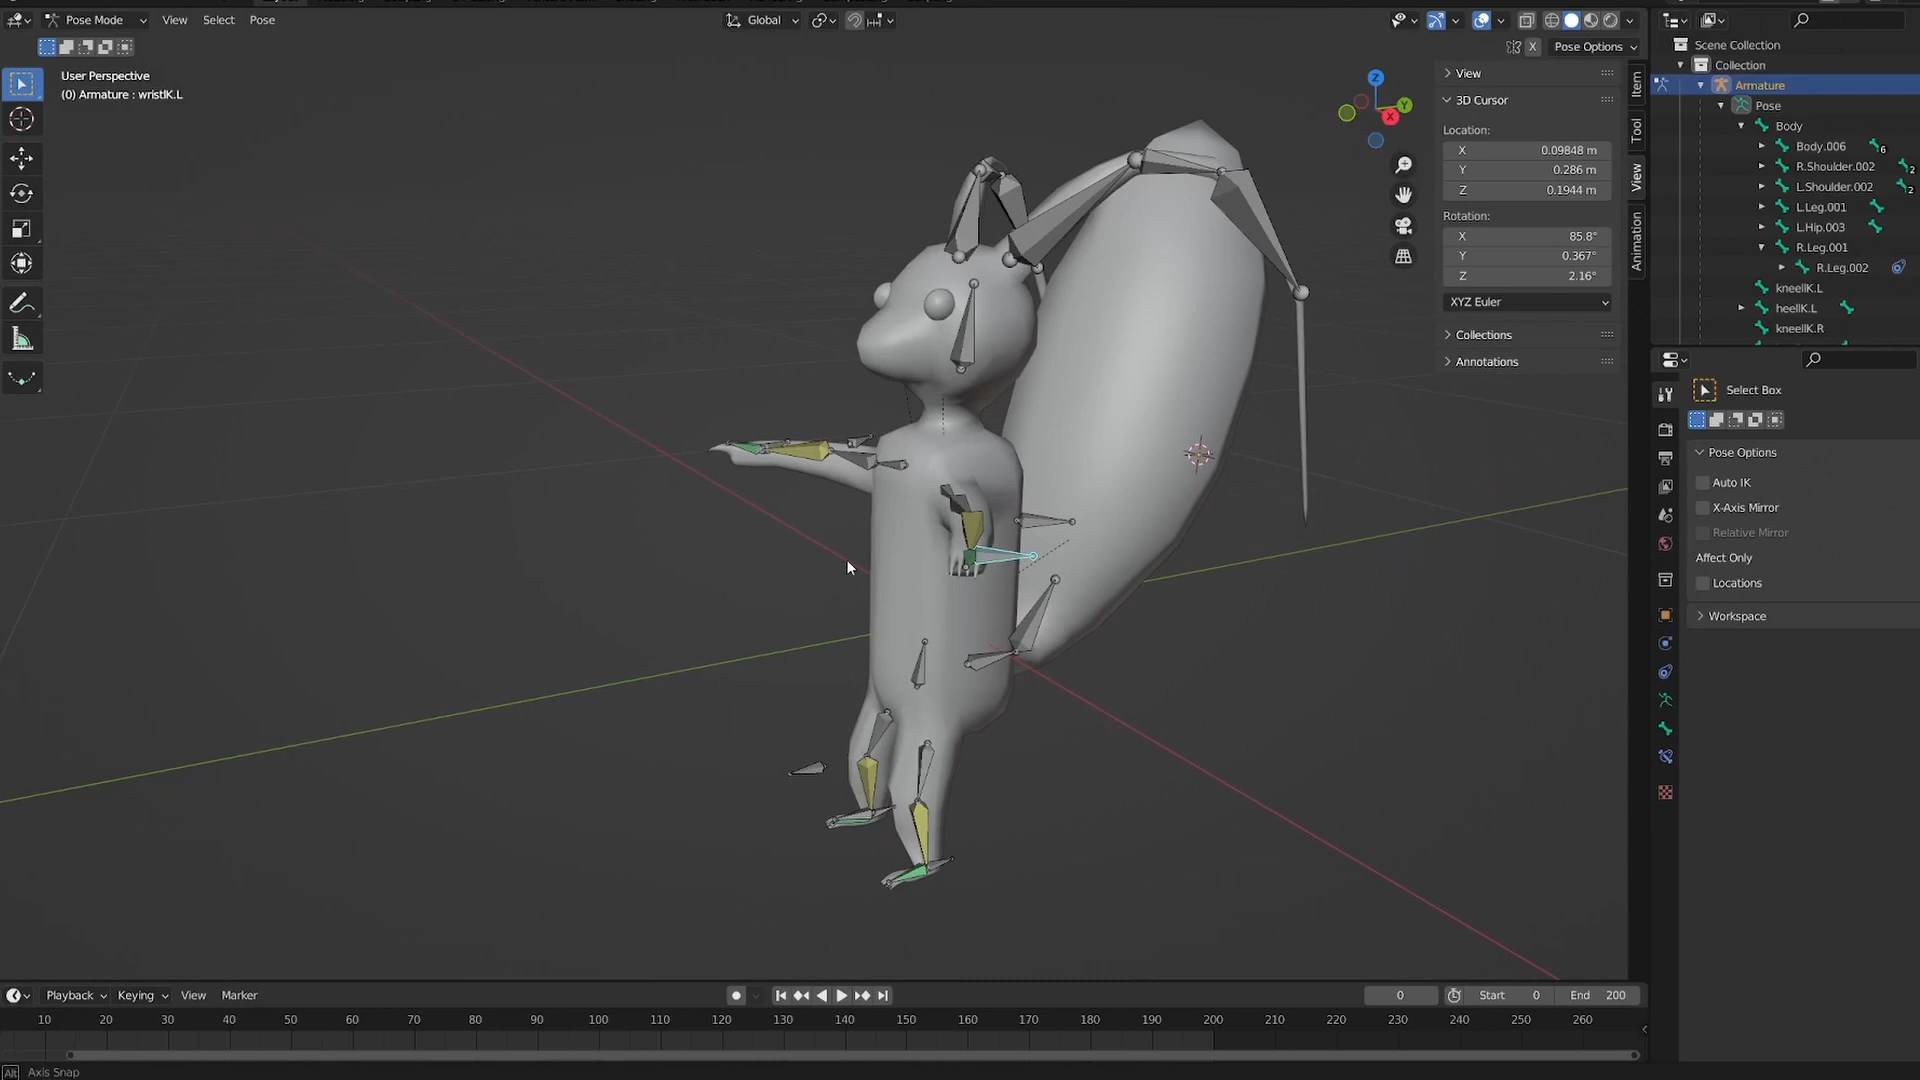 Pose Mode View Select Pose Global
X Pose Options
User Perspective
(0) Armature : wristIK.L
Z
Y
X
View
3D Cursor
Location:
X 0.09848 m
Y 0.286 m
Z 0.1944 m
Rotation:
X 85.8°
Y 0.367°
Z 2.16°
XYZ Euler
Collections
Annotations
Item
Tool
View
Animation
Scene Collection
Collection
Armature
Pose
Body
Body.006 6
R.Shoulder.002 2
L.Shoulder.002 2
L.Leg.001
L.Hip.003
R.Leg.001
R.Leg.002
kneeIK.L
heelIK.L
kneeIK.R
Select Box
Pose Options
Auto IK
X-Axis Mirror
Relative Mirror
Affect Only
Locations
Workspace
Playback Keying View Marker 0 Start 0 End 200
10 20 30 40 50 60 70 80 90 100 110 120 130 140 150 160 170 180 190 200 210 220 230 240 250 260
Alt Axis Snap